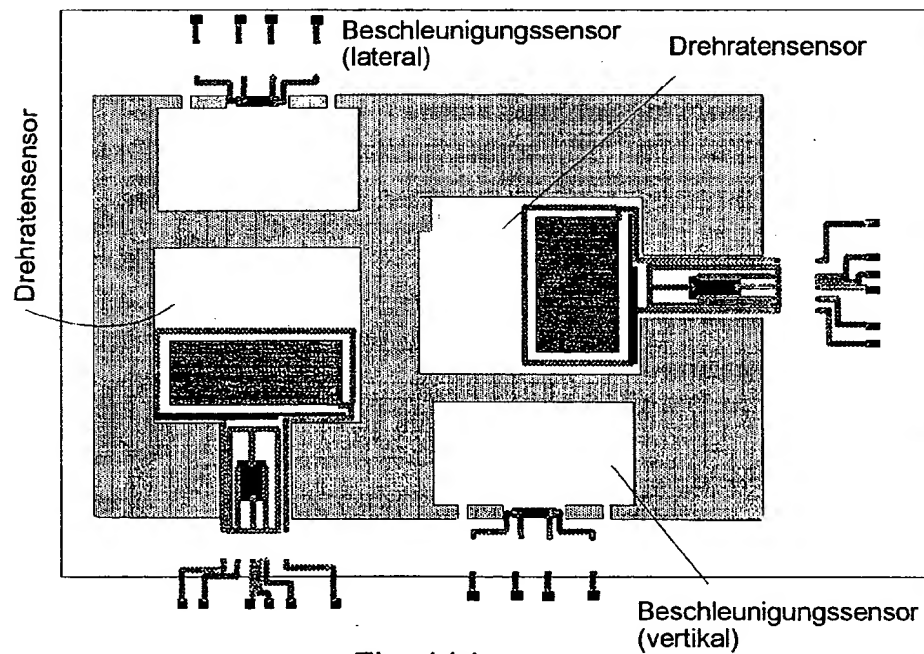 Beschleunigungssensor
(lateral)
Drehratensensor
Drehratensensor
Beschleunigungssensor
(vertikal)